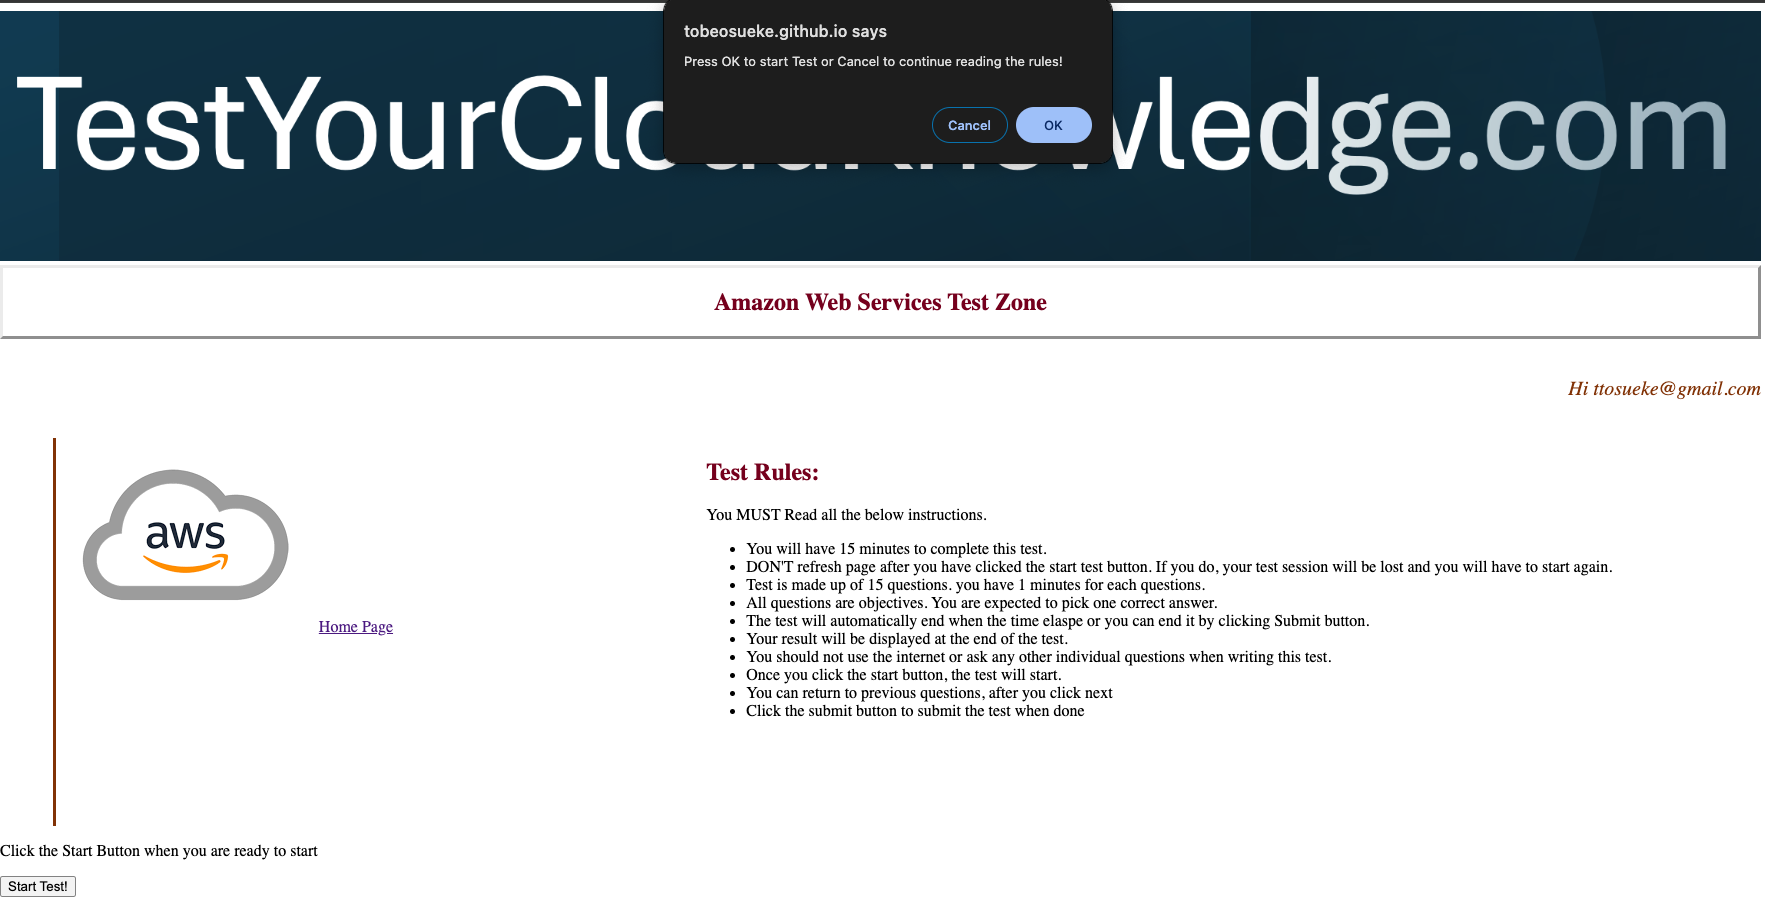 tobeosueke.github.io says
Press OK to start Test or Cancel to continue reading the rules!
Cancel
OK
TestYourCl wledge.com
Amazon Web Services Test Zone
Hi ttosueke@gmail.com
aws
Home Page
Test Rules:
You MUST Read all the below instructions.
• You will have 15 minutes to complete this test.
• DON'T refresh page after you have clicked the start test button. If you do, your test session will be lost and you will have to start again.
• Test is made up of 15 questions. you have 1 minutes for each questions.
• All questions are objectives. You are expected to pick one correct answer.
• The test will automatically end when the time elaspe or you can end it by clicking Submit button.
• Your result will be displayed at the end of the test.
• You should not use the internet or ask any other individual questions when writing this test.
• Once you click the start button, the test will start.
• You can return to previous questions, after you click next
• Click the submit button to submit the test when done
Click the Start Button when you are ready to start
Start Test!